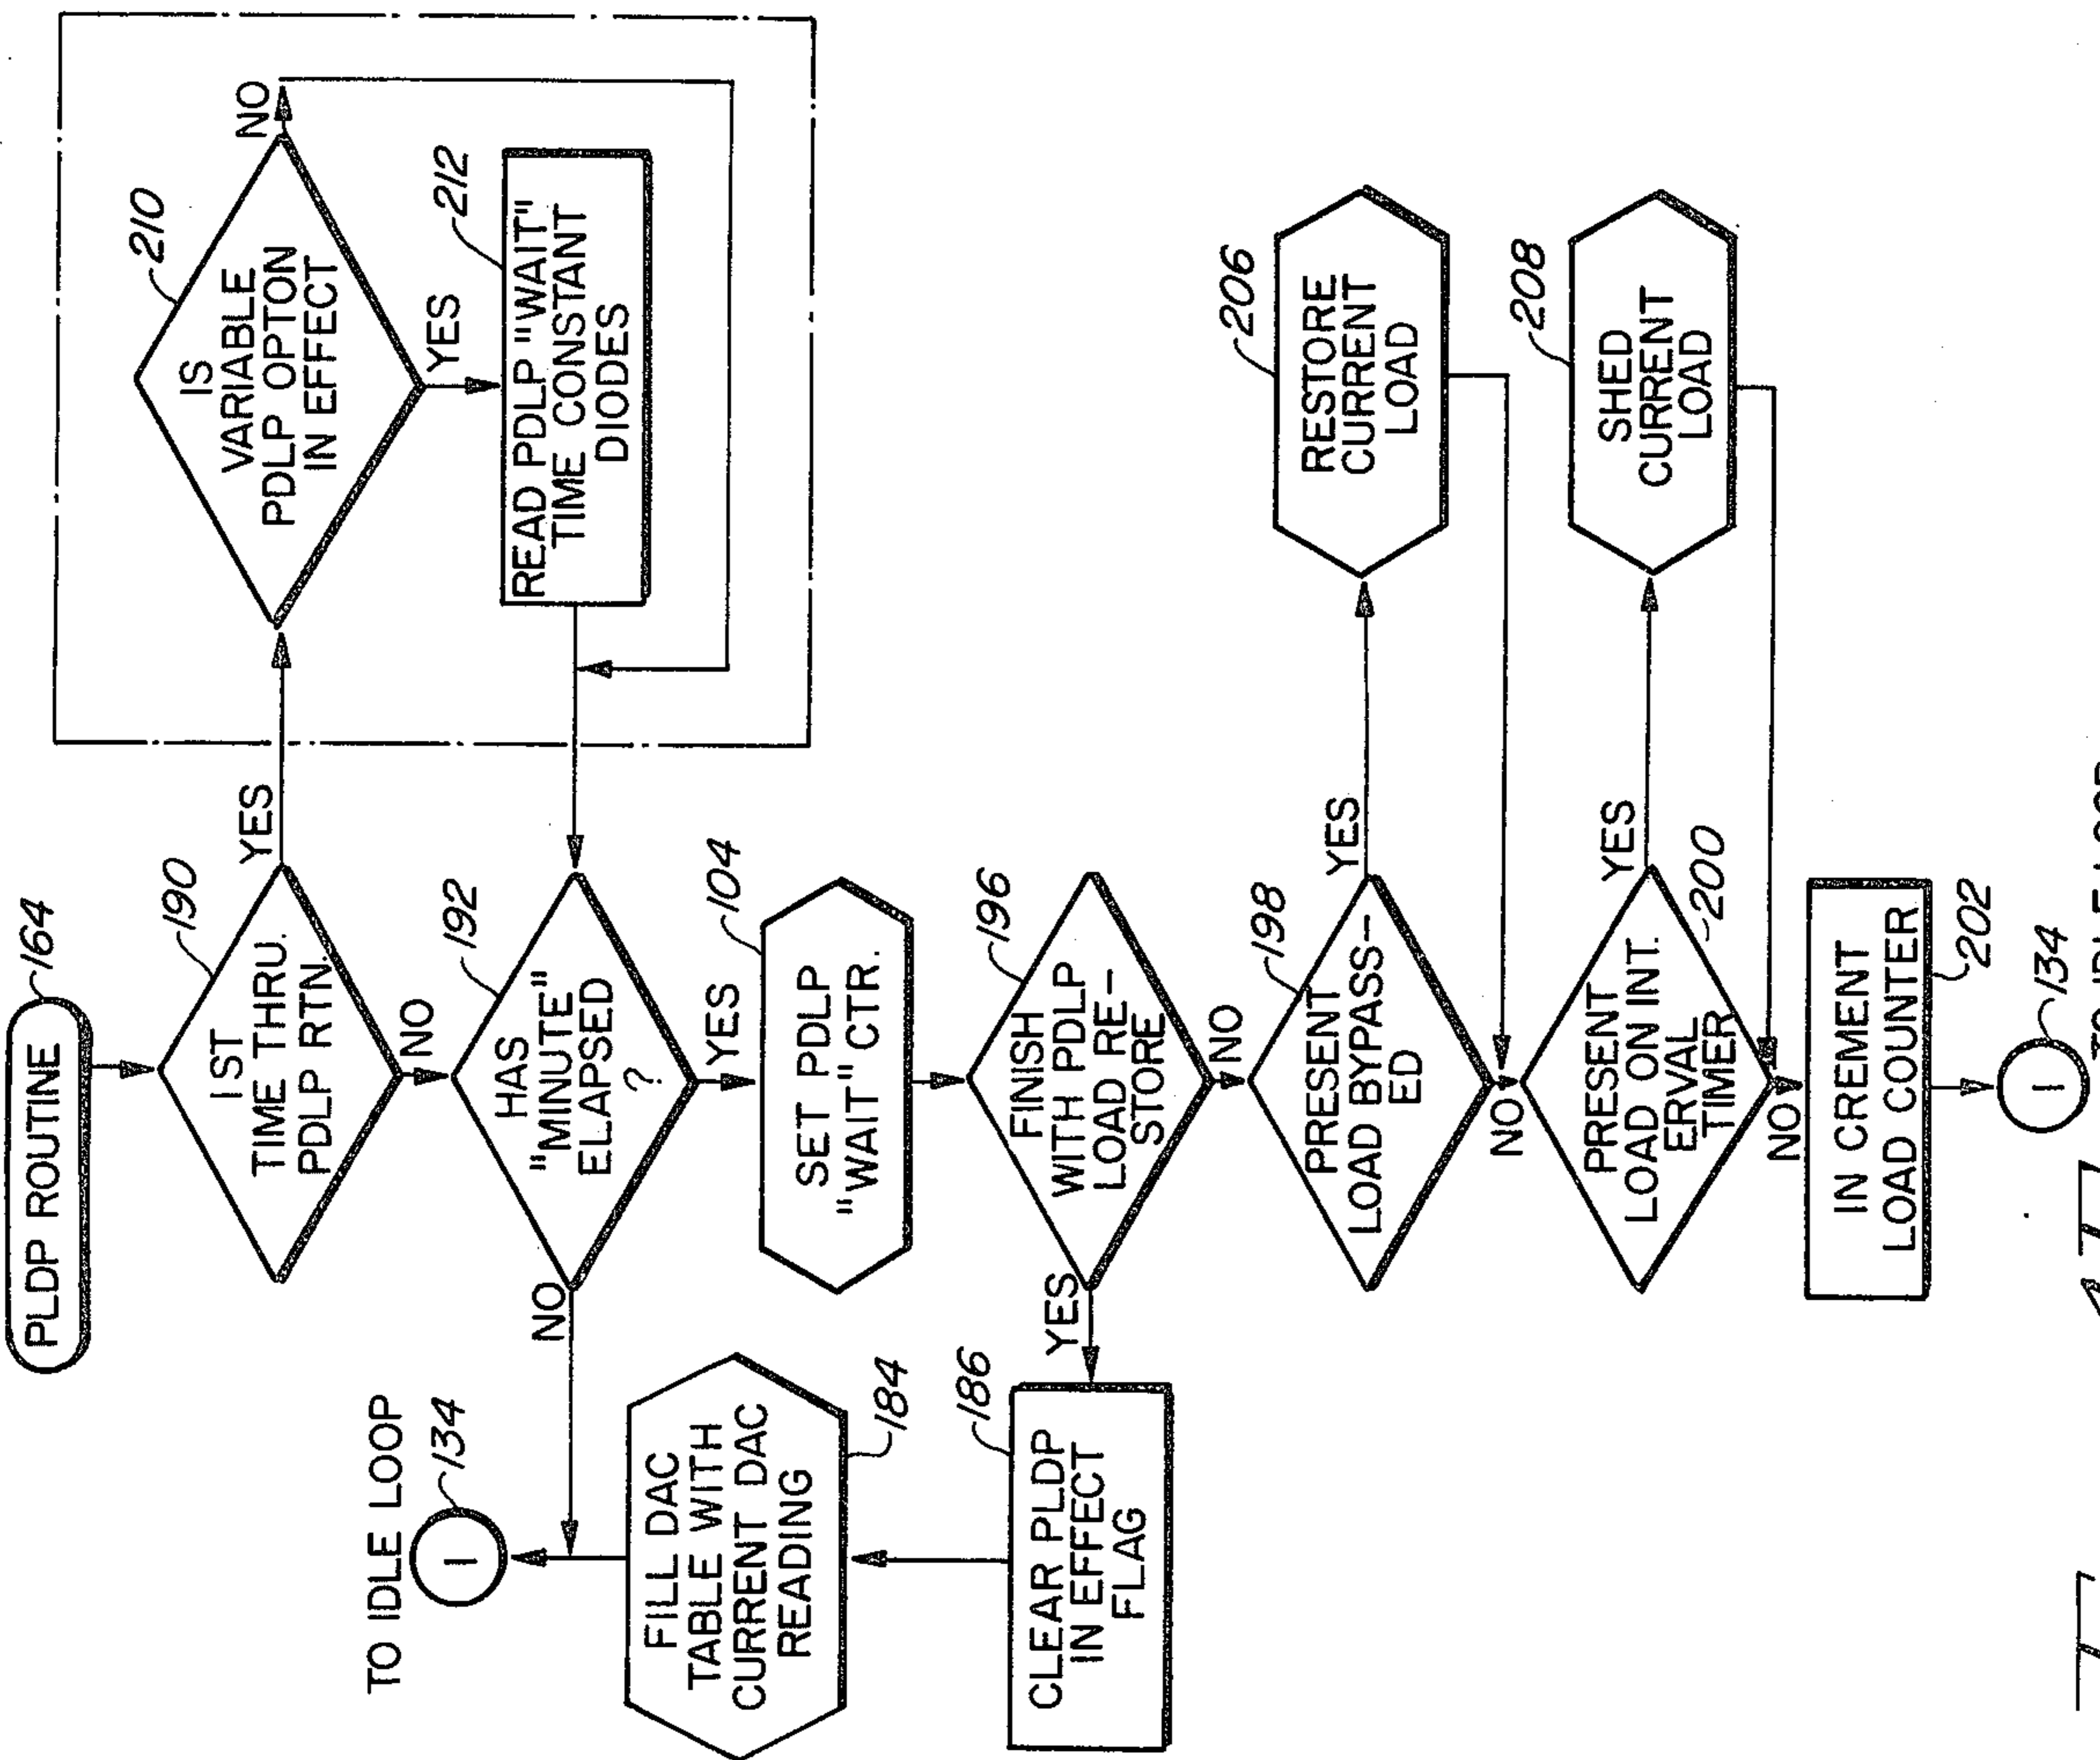 PLDP ROUTINE
164
190
1ST
TIME THRU.
PDLP RTN.
YES
NO
210
IS
VARIABLE
PDLP OPTON
IN EFFECT
NO
YES
212
READ PDLP "WAIT"
TIME CONSTANT
DIODES
192
HAS
"MINUTE"
ELAPSED
?
NO
YES
TO IDLE LOOP
134
1
104
SET PDLP
"WAIT" CTR.
184
FILL DAC
TABLE WITH
CURRENT DAC
READING
196
FINISH
WITH PDLP
LOAD RE-
STORE
YES
NO
186
CLEAR PLDP
IN EFFECT
FLAG
198
PRESENT
LOAD BYPASS-
ED
YES
NO
206
RESTORE
CURRENT
LOAD
200
PRESENT
LOAD ON INT.
ERVAL
TIMER
YES
NO
208
SHED
CURRENT
LOAD
IN CREMENT
LOAD COUNTER
202
1
134
TO IDLE LOOP